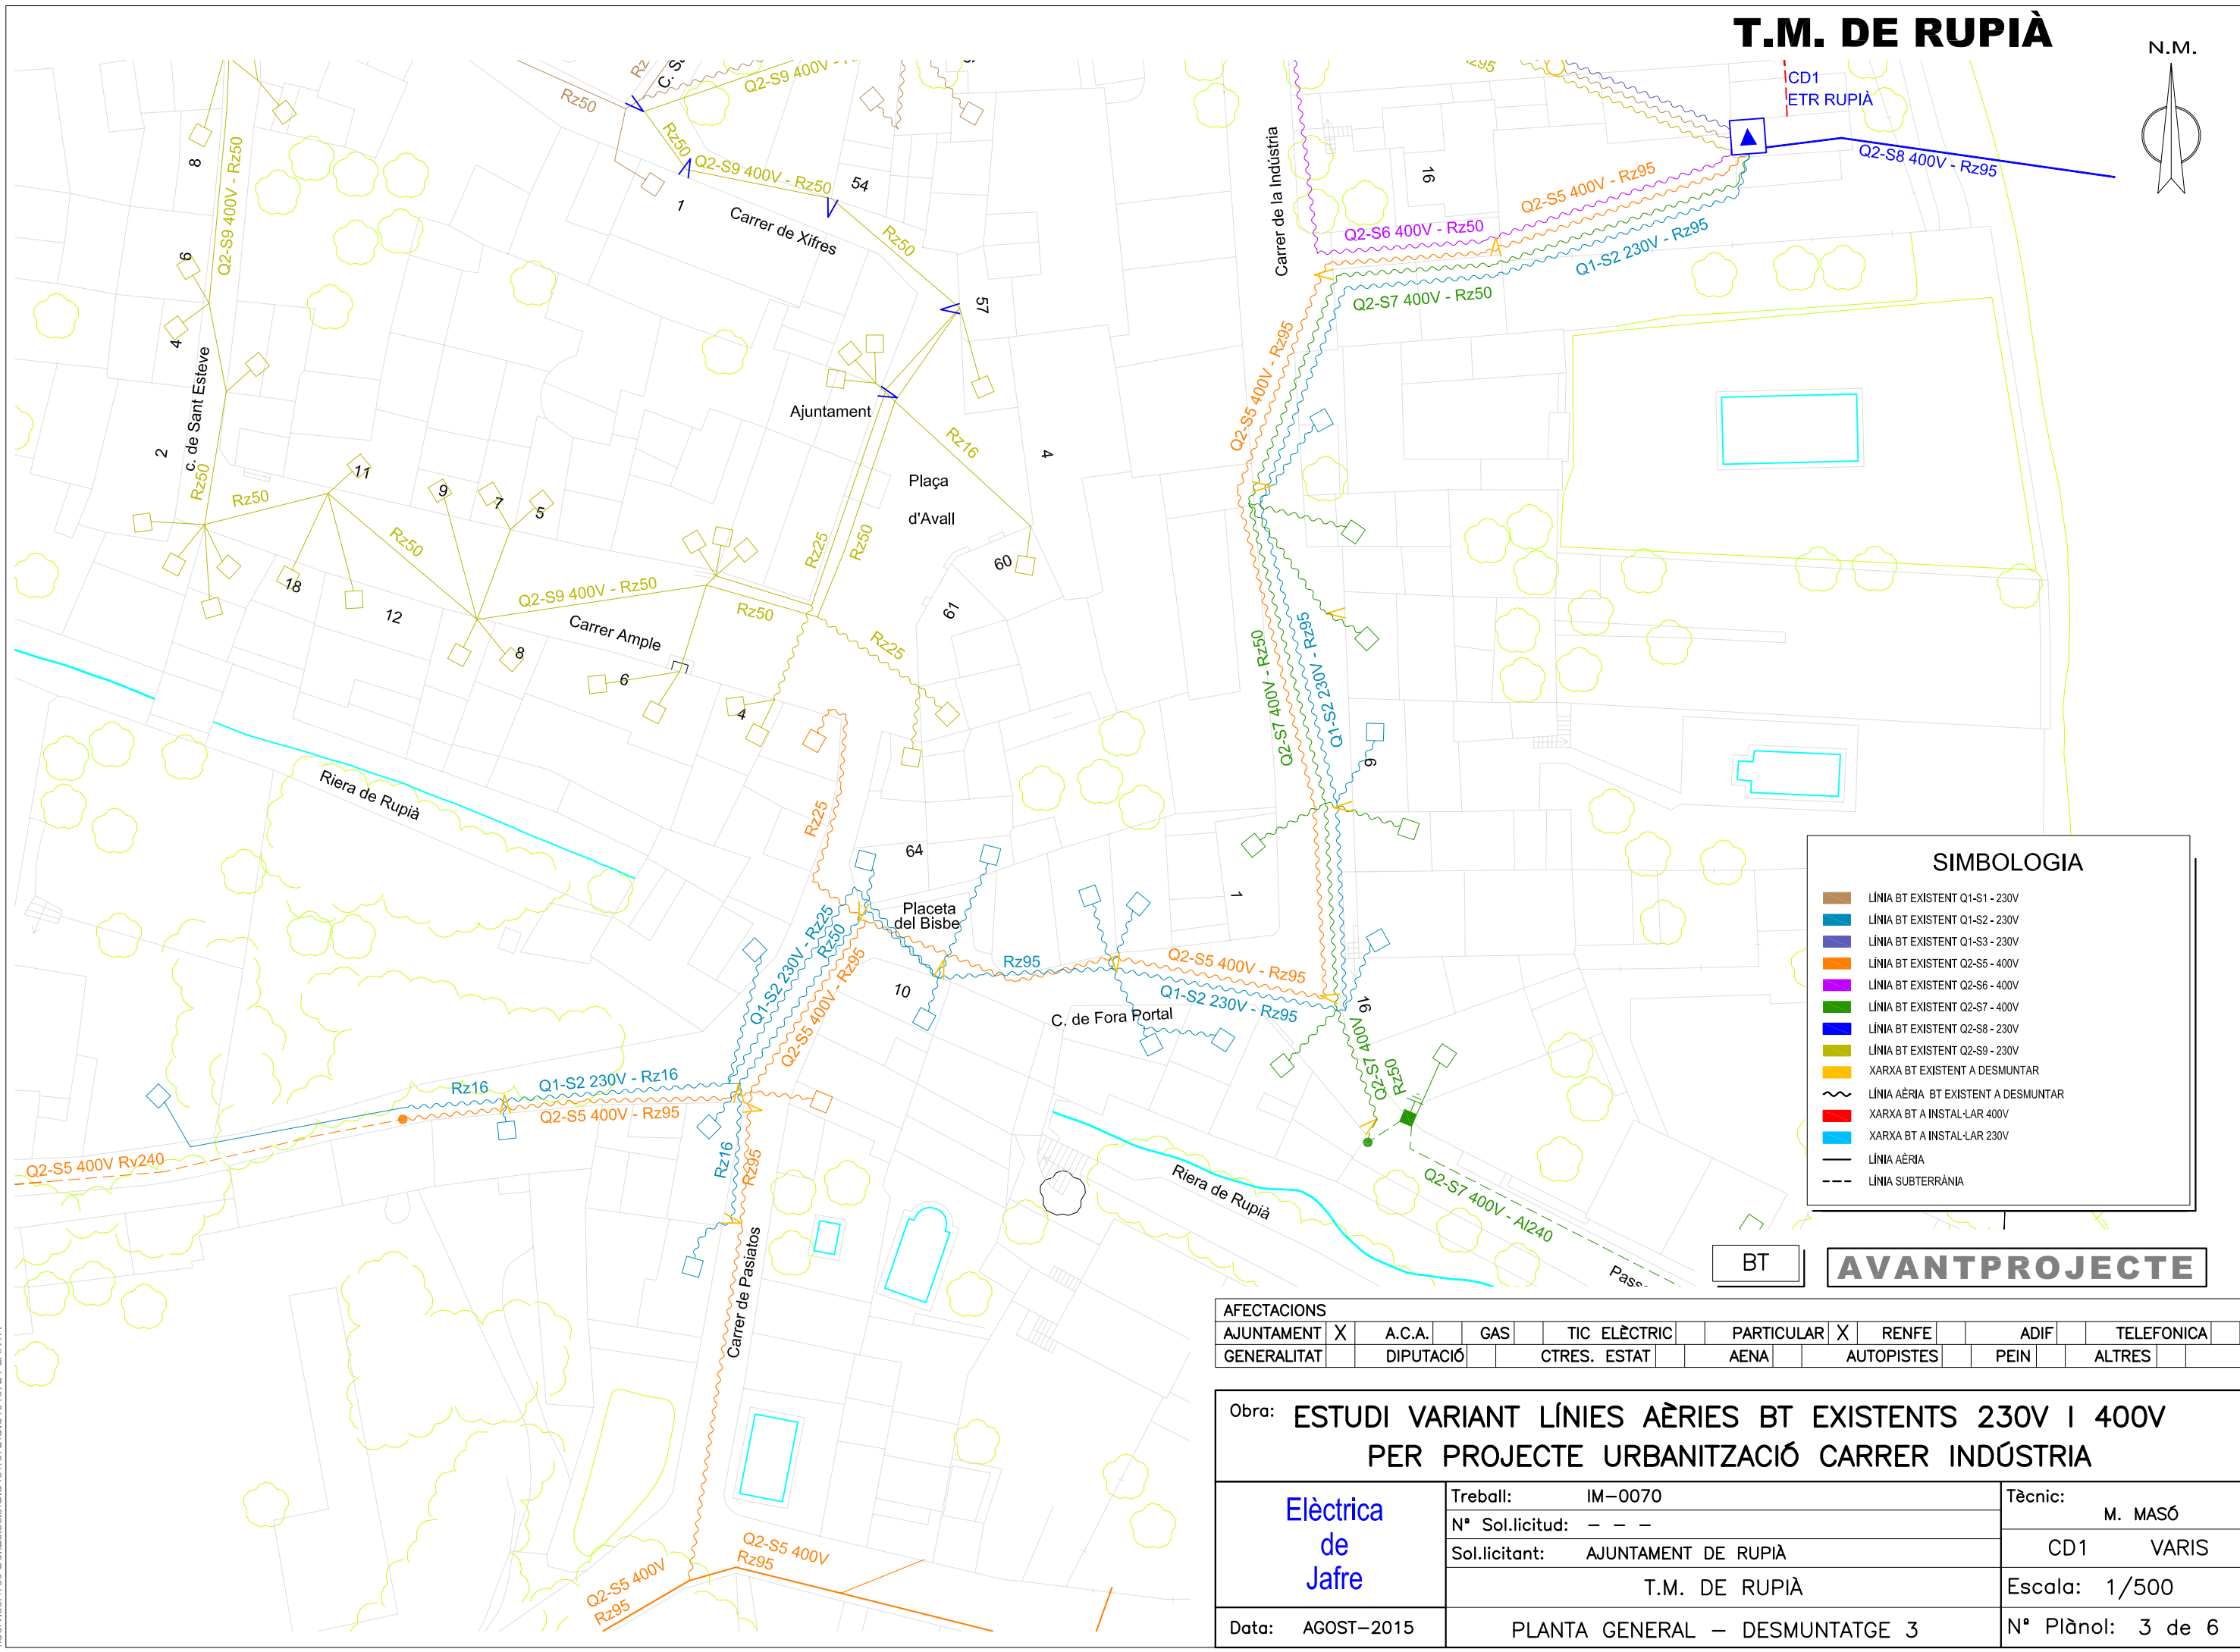 T.M. DE RUPIÀ
N.M.
CD1
ETR RUPIÀ
Q2-S8 400V - Rz95
Rz50
Q2-S9 400V -
Rz50
Q2-S9 400V - Rz50
54
1
Carrer de Xifres
Rz50
57
8
Q2-S9 400V - Rz50
6
4
c. de Sant Esteve
2
Rz50
Rz50
11
9
7
5
18
12
Rz50
Q2-S9 400V - Rz50
Carrer Ample
8
6
4
Rz50
Rz25
Rz50
Rz25
Ajuntament
Rz16
Plaça
d'Avall
4
60
61
Carrer de la Indústria
16
Q2-S5 400V - Rz95
Q2-S6 400V - Rz50
Q1-S2 230V - Rz95
Q2-S7 400V - Rz50
Q2-S5 400V - Rz95
Q2-S7 400V - Rz50
Q1-S2 230V - Rz95
6
1
Riera de Rupià
Rz25
64
Placeta
del Bisbe
Q1-S2 230V - Rz25
Rz50
Q2-S5 400V - Rz95
10
Rz95
Q2-S5 400V - Rz95
Q1-S2 230V - Rz95
C. de Fora Portal
16
Q2-S7 400V
Rz50
Rz16
Q1-S2 230V - Rz16
Q2-S5 400V - Rz95
Q2-S5 400V Rv240
Rz16
Rz95
Carrer de Pasiatos
Riera de Rupià
Q2-S7 400V - Al240
Q2-S5 400V
Rz95
Q2-S5 400V
Rz95
SIMBOLOGIA
LÍNIA BT EXISTENT Q1-S1 - 230V
LÍNIA BT EXISTENT Q1-S2 - 230V
LÍNIA BT EXISTENT Q1-S3 - 230V
LÍNIA BT EXISTENT Q2-S5 - 400V
LÍNIA BT EXISTENT Q2-S6 - 400V
LÍNIA BT EXISTENT Q2-S7 - 400V
LÍNIA BT EXISTENT Q2-S8 - 230V
LÍNIA BT EXISTENT Q2-S9 - 230V
XARXA BT EXISTENT A DESMUNTAR
LÍNIA AÈRIA BT EXISTENT A DESMUNTAR
XARXA BT A INSTAL·LAR 400V
XARXA BT A INSTAL·LAR 230V
LÍNIA AÈRIA
LÍNIA SUBTERRÀNIA
BT
AVANTPROJECTE
AFECTACIONS
AJUNTAMENT X A.C.A. GAS TIC ELÈCTRIC PARTICULAR X RENFE ADIF TELEFONICA
GENERALITAT DIPUTACIÓ CTRES. ESTAT AENA AUTOPISTES PEIN ALTRES
Obra: ESTUDI VARIANT LÍNIES AÈRIES BT EXISTENTS 230V I 400V
PER PROJECTE URBANITZACIÓ CARRER INDÚSTRIA
Elèctrica
de
Jafre
Treball: IM-0070
Nº Sol.licitud: - - -
Sol.licitant: AJUNTAMENT DE RUPIÀ
T.M. DE RUPIÀ
Tècnic:
M. MASÓ
CD1 VARIS
Escala: 1/500
Data: AGOST-2015
PLANTA GENERAL - DESMUNTATGE 3
Nº Plànol: 3 de 6